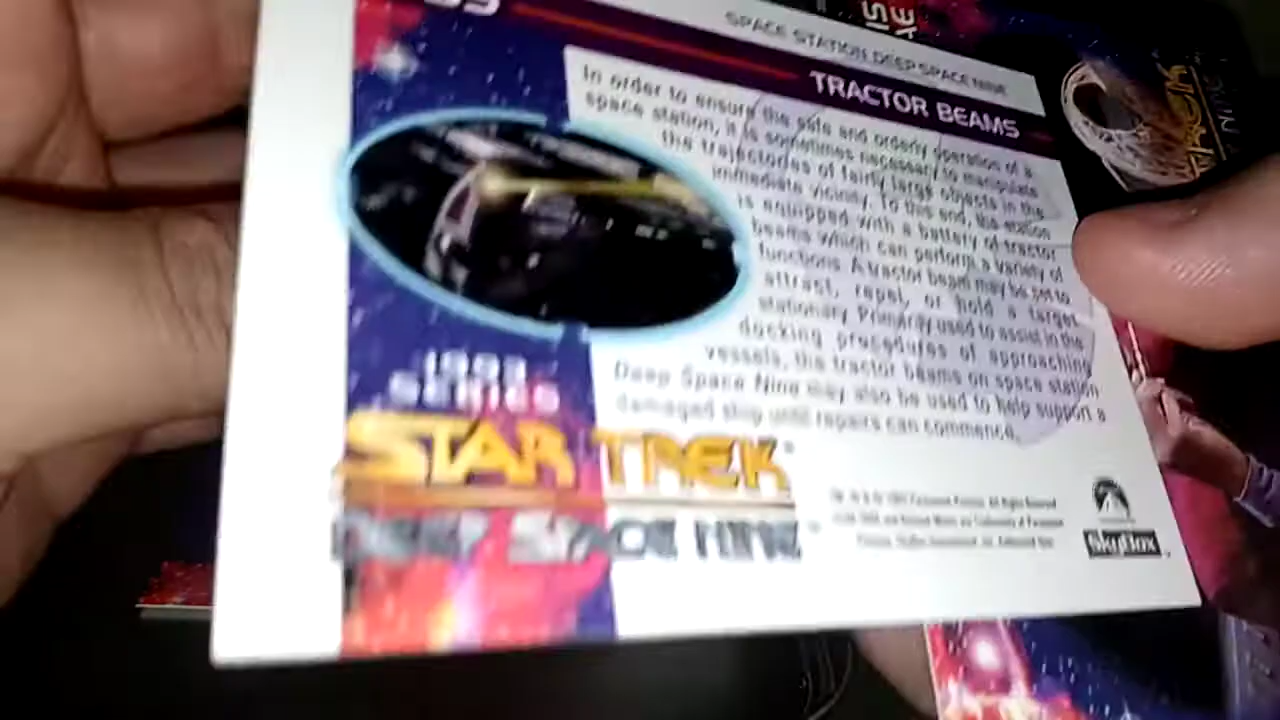 SPACE STATION DEEP SPACE NINE
TRACTOR BEAMS
In order to ensure the safe and orderly operation of a
space station, it is sometimes necessary to manipulate
the trajectories of fairly large objects in the
immediate vicinity. To this end, the station
is equipped with a battery of tractor
beams which can perform a variety of
functions. A tractor beam may be set to
attract, repel, or hold a target
stationary. Primaray used to assist in the
docking procedures of approaching
vessels, the tractor beams on space station
Deep Space Nine may also be used to help support a
damaged ship until repairs can commence.
1993
SERIES
STAR TREK
DEEP SPACE NINE
SkyBox